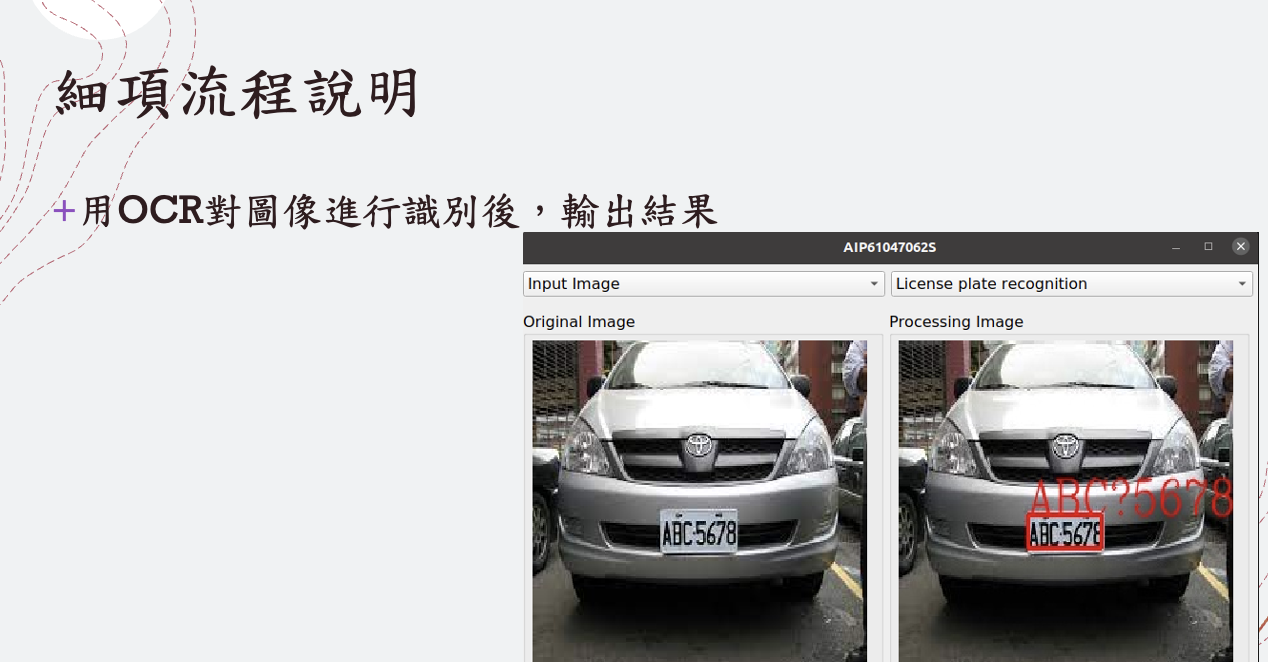 細項流程說明
+用OCR對圖像進行識別後，輸出結果
AIP61047062S
Input Image
License plate recognition
Original Image
Processing Image
ABC?5678
ABC·5678
ABC·5678